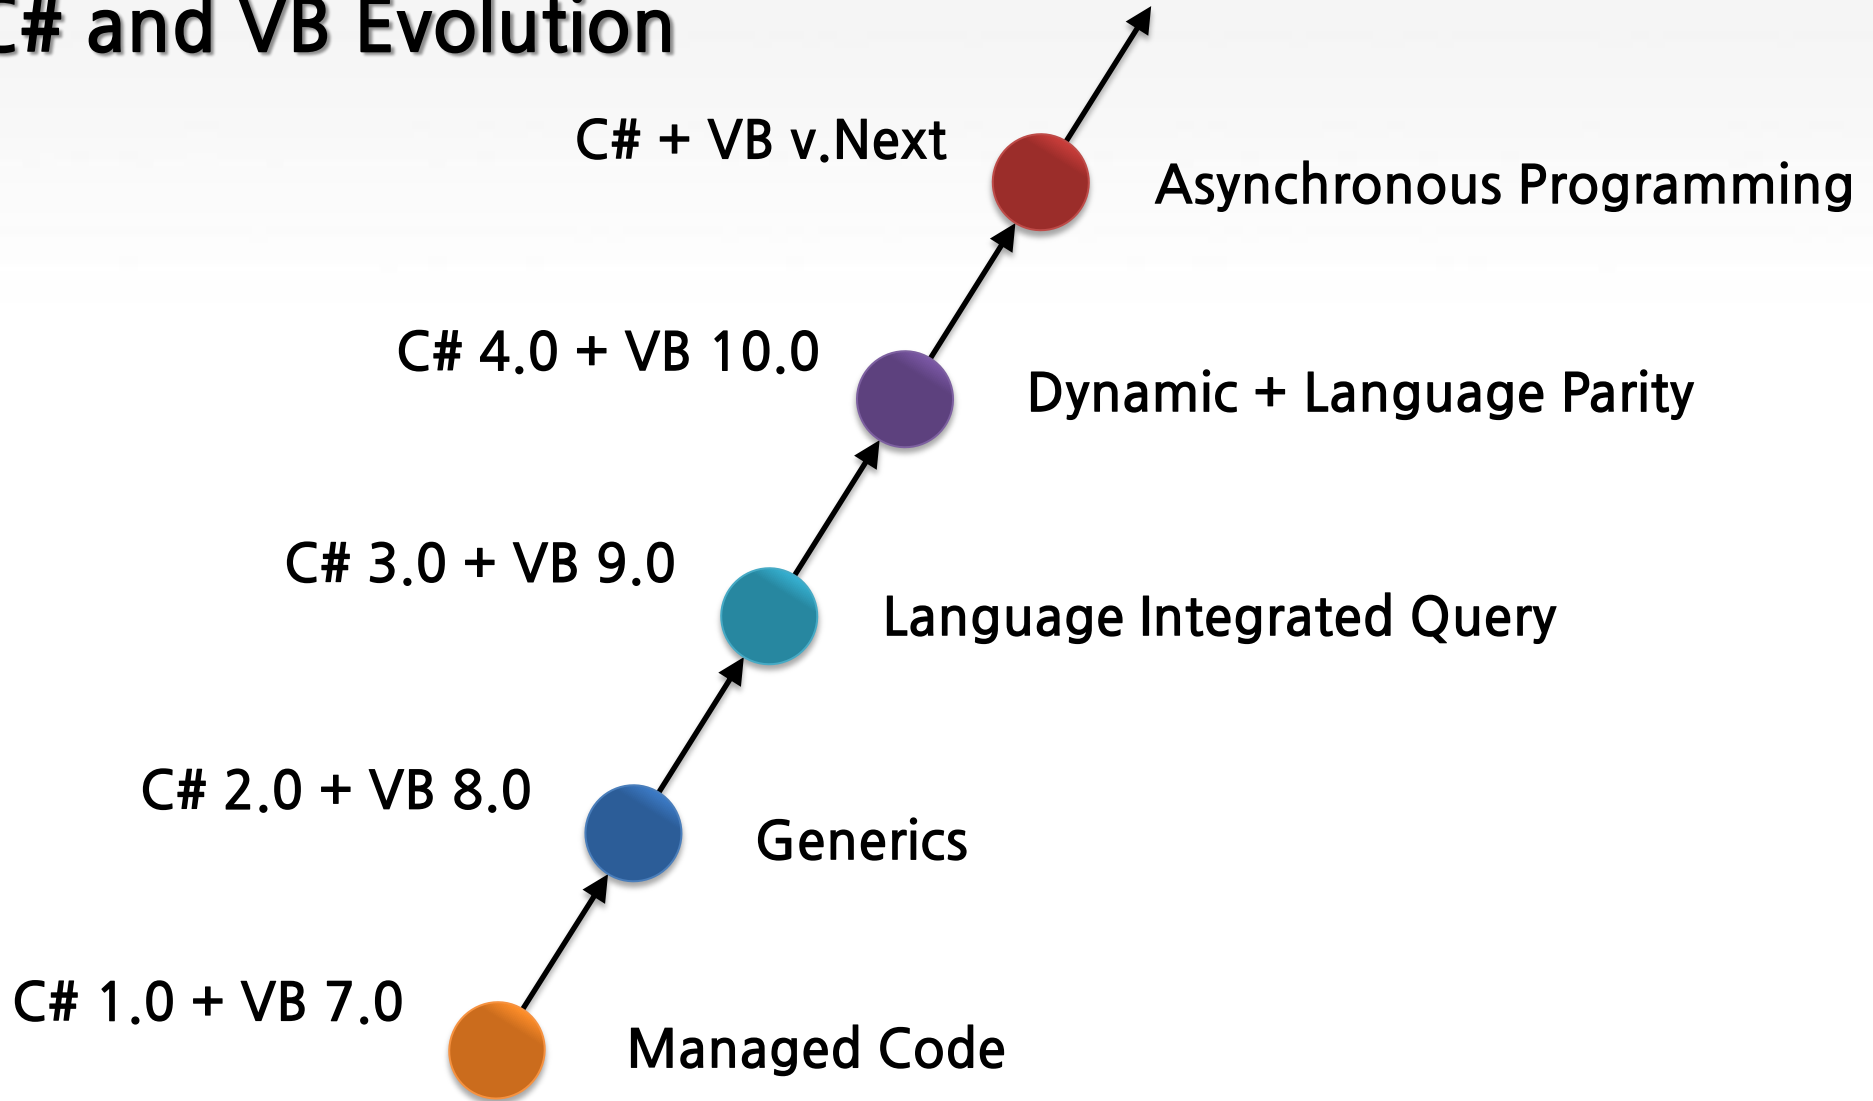 C# and VB Evolution
C# + VB v.Next
Asynchronous Programming
C# 4.0 + VB 10.0
Dynamic + Language Parity
C# 3.0 + VB 9.0
Language Integrated Query
C# 2.0 + VB 8.0
Generics
C# 1.0 + VB 7.0
Managed Code